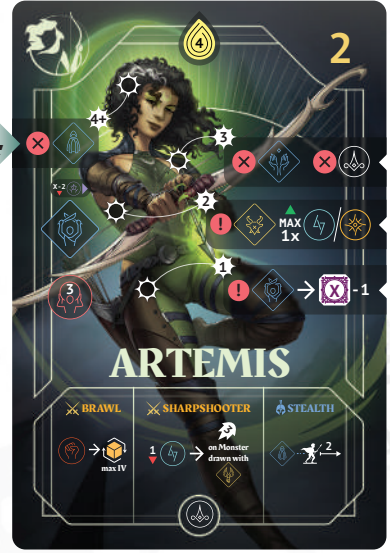 4
2
4+
3
X-2
2
!
MAX
1x
3
1
!
X -1
ARTEMIS
BRAWL
SHARPSHOOTER
STEALTH
max IV
1
3
on Monster
drawn with
2